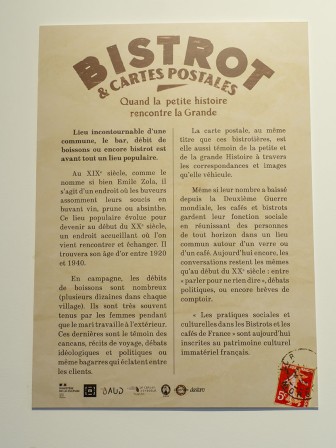 BISTROT
& CARTES POSTALES
Quand la petite histoire
rencontre la Grande
Lieu incontournable d'une
commune, le bar, débit de
boissons ou encore bistrot est
avant tout un lieu populaire.
Au XIXe siècle, comme le
nomme si bien Emile Zola, il
s'agit d'un endroit où les buveurs
assomment leurs soucis en
buvant vin, prune ou absinthe.
Ce lieu populaire évolue pour
devenir au début du XXe siècle,
un endroit accueillant où l'on
vient rencontrer et échanger. Il
trouvera son âge d'or entre 1920
et 1940.
En campagne, les débits
de boissons sont nombreux
(plusieurs dizaines dans chaque
village). Ils sont très souvent
tenus par les femmes pendant
que le mari travaille à l'extérieur.
Ces derniers sont le témoin des
cancans, récits de voyage, débats
idéologiques et politiques ou
même bagarres qui éclatent entre
les clients.
La carte postale, au même
titre que ces bistrotières, est
elle aussi témoin de la petite et
de la grande Histoire à travers
les correspondances et images
qu'elle véhicule.
Même si leur nombre a baissé
depuis la Deuxième Guerre
mondiale, les cafés et bistrots
gardent leur fonction sociale
en réunissant des personnes
de tout horizon dans un lieu
commun autour d'un verre ou
d'un café. Aujourd'hui encore, les
conversations restent les mêmes
qu'au début du XXe siècle : entre
« parler pour ne rien dire », débats
politiques, ou encore brèves de
comptoir.
« Les pratiques sociales et
culturelles dans les Bistrots et les
cafés de France » sont aujourd'hui
inscrites au patrimoine culturel
immatériel français.
BAUD